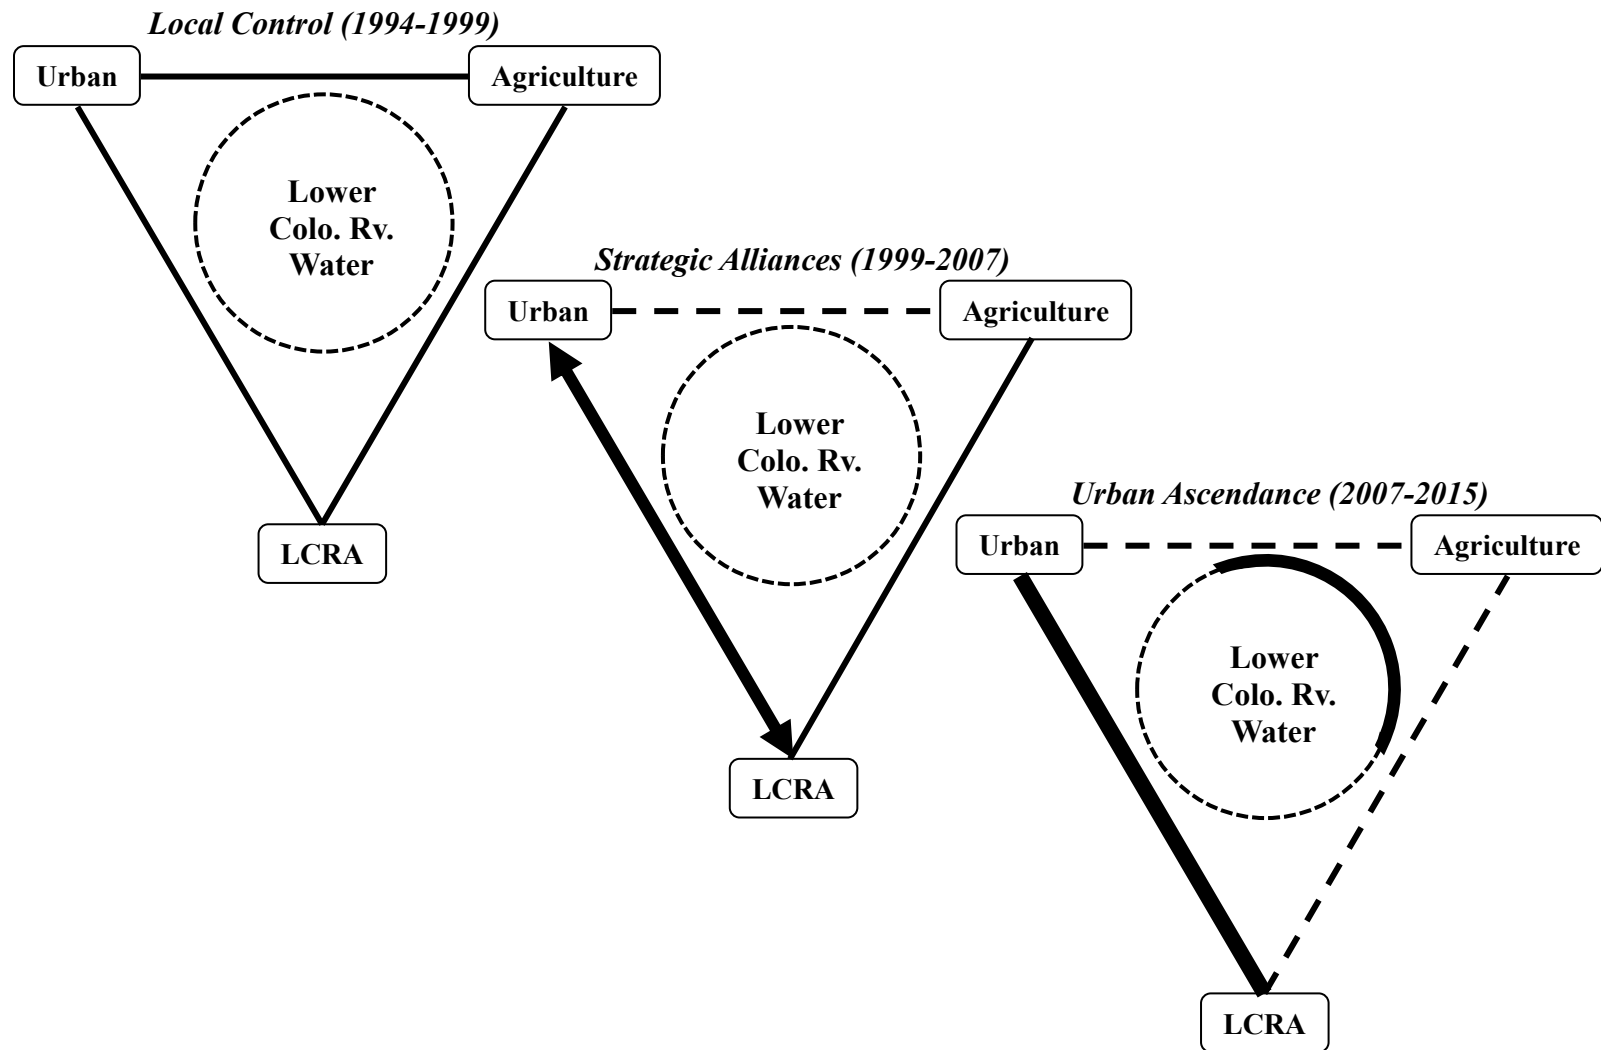 Local Control (1994-1999)
Urban
Agriculture
Lower
Colo. Rv.
Water
LCRA
Strategic Alliances (1999-2007)
Urban
Agriculture
Lower
Colo. Rv.
Water
LCRA
Urban Ascendance (2007-2015)
Urban
Agriculture
Lower
Colo. Rv.
Water
LCRA